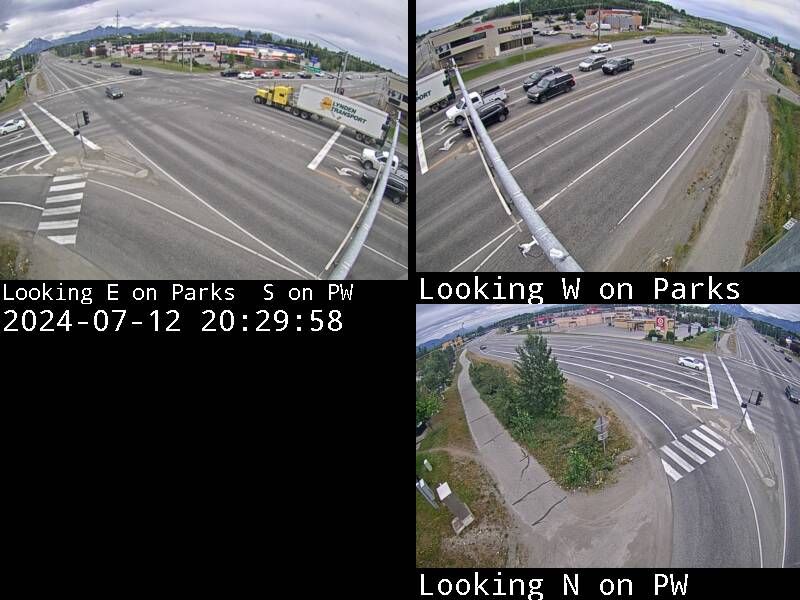 LYNDEN
TRANSPORT
Looking E on Parks  S on PW
2024-07-12 20:29:58
Looking W on Parks
Looking N on PW